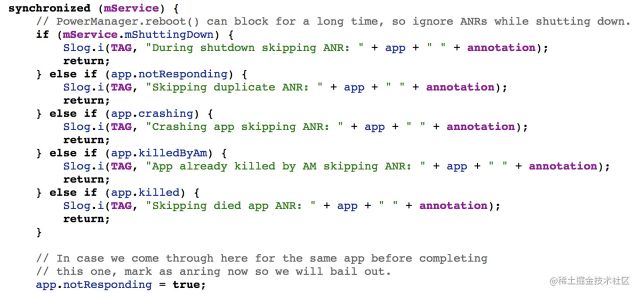 synchronized (mService) {
    // PowerManager.reboot() can block for a long time, so ignore ANRs while shutting down.
    if (mService.mShuttingDown) {
        Slog.i(TAG, "During shutdown skipping ANR: " + app + " " + annotation);
        return;
    } else if (app.notResponding) {
        Slog.i(TAG, "Skipping duplicate ANR: " + app + " " + annotation);
        return;
    } else if (app.crashing) {
        Slog.i(TAG, "Crashing app skipping ANR: " + app + " " + annotation);
        return;
    } else if (app.killedByAm) {
        Slog.i(TAG, "App already killed by AM skipping ANR: " + app + " " + annotation);
        return;
    } else if (app.killed) {
        Slog.i(TAG, "Skipping died app ANR: " + app + " " + annotation);
        return;
    }

    // In case we come through here for the same app before completing
    // this one, mark as anring now so we will bail out.
    app.notResponding = true;
@稀土掘金技术社区